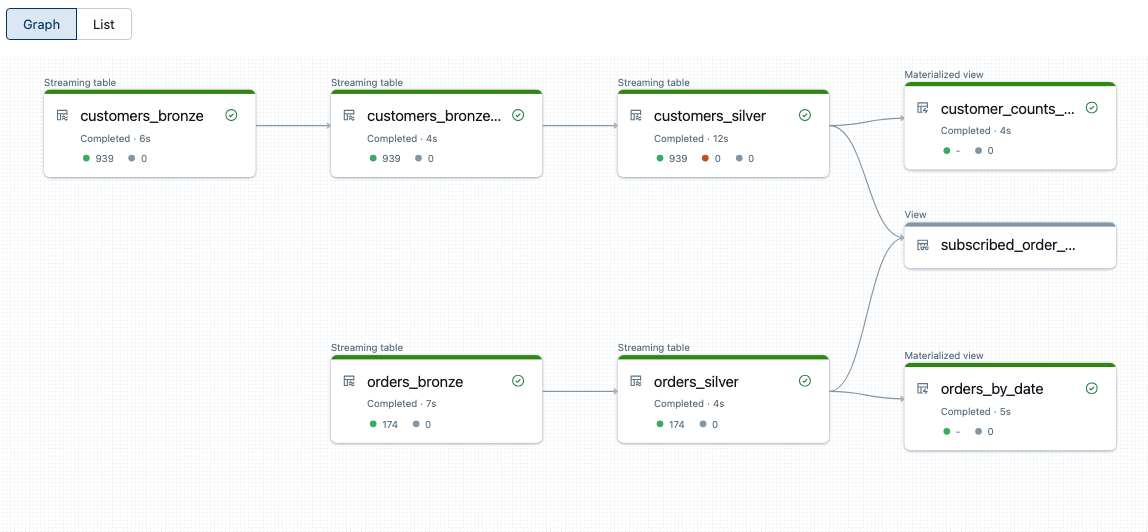 Graph
List
Streaming table
customers_bronze
Completed · 6s
939 0
Streaming table
customers_bronze...
Completed · 4s
939 0
Streaming table
customers_silver
Completed · 12s
939 0 0
Materialized view
customer_counts_...
Completed · 4s
- 0
View
subscribed_order_...
Streaming table
orders_bronze
Completed · 7s
174 0
Streaming table
orders_silver
Completed · 4s
174 0
Materialized view
orders_by_date
Completed · 5s
- 0